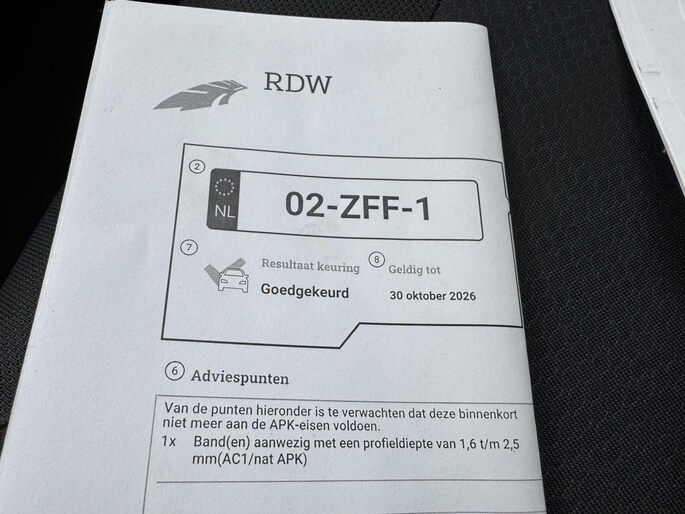 RDW
2
NL
02-ZFF-1
7
Resultaat keuring
Goedgekeurd
8
Geldig tot
30 oktober 2026
6 Adviespunten
Van de punten hieronder is te verwachten dat deze binnenkort
niet meer aan de APK-eisen voldoen.
1x Band(en) aanwezig met een profieldiepte van 1,6 t/m 2,5
mm(AC1/nat APK)